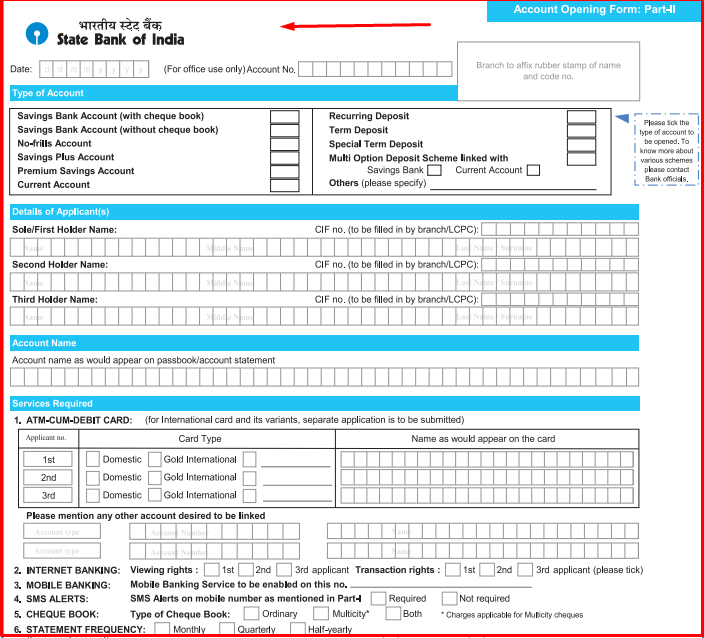 Account Opening Form: Part-II
भारतीय स्टेट बैंक
State Bank of India
Date: d d m m y y y y (For office use only) Account No.
Branch to affix rubber stamp of name
and code no.
Type of Account
Savings Bank Account (with cheque book)
Savings Bank Account (without cheque book)
No-frills Account
Savings Plus Account
Premium Savings Account
Current Account
Recurring Deposit
Term Deposit
Special Term Deposit
Multi Option Deposit Scheme linked with
Savings Bank Current Account
Others (please specify)
Please tick the
type of account to
be opened. To
know more about
various schemes
please contact
Bank officials.
Details of Applicant(s)
Sole/First Holder Name: CIF no. (to be filled in by branch/LCPC):
Name Middle Name Last Name / Surname
Second Holder Name: CIF no. (to be filled in by branch/LCPC):
Name Middle Name Last Name / Surname
Third Holder Name: CIF no. (to be filled in by branch/LCPC):
Name Middle Name Last Name / Surname
Account Name
Account name as would appear on passbook/account statement
Services Required
1. ATM-CUM-DEBIT CARD: (for International card and its variants, separate application is to be submitted)
Applicant no. Card Type Name as would appear on the card
1st Domestic Gold International
2nd Domestic Gold International
3rd Domestic Gold International
Please mention any other account desired to be linked
Account type Account Number Name
Account type Account Number Name
2. INTERNET BANKING: Viewing rights : 1st 2nd 3rd applicant Transaction rights : 1st 2nd 3rd applicant (please tick)
3. MOBILE BANKING: Mobile Banking Service to be enabled on this no.
4. SMS ALERTS: SMS Alerts on mobile number as mentioned in Part-I Required Not required
5. CHEQUE BOOK: Type of Cheque Book: Ordinary Multicity* Both * Charges applicable for Multicity cheques
6. STATEMENT FREQUENCY: Monthly Quarterly Half-yearly